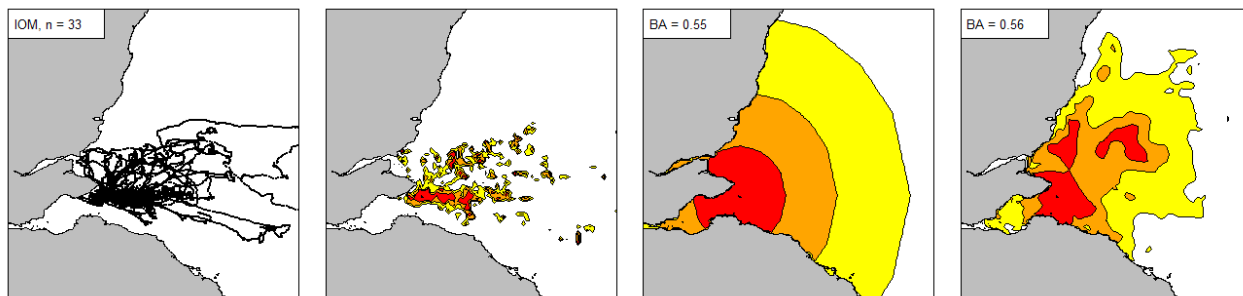 IOM, n = 33
BA = 0.55
BA = 0.56